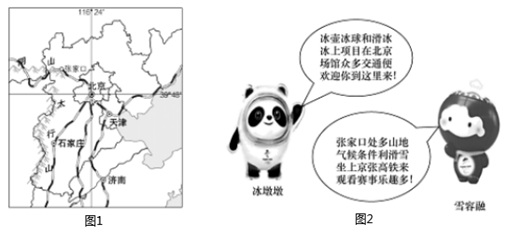 116°24′
燕
山
张家口
北京
39°48′
太
行
山
天津
石家庄
济南
图1
冰壶冰球和滑冰
冰上项目在北京
场馆众多交通便
欢迎你到这里来!
冰墩墩
张家口处多山地
气候条件利滑雪
坐上京张高铁来
观看赛事乐趣多!
雪容融
图2